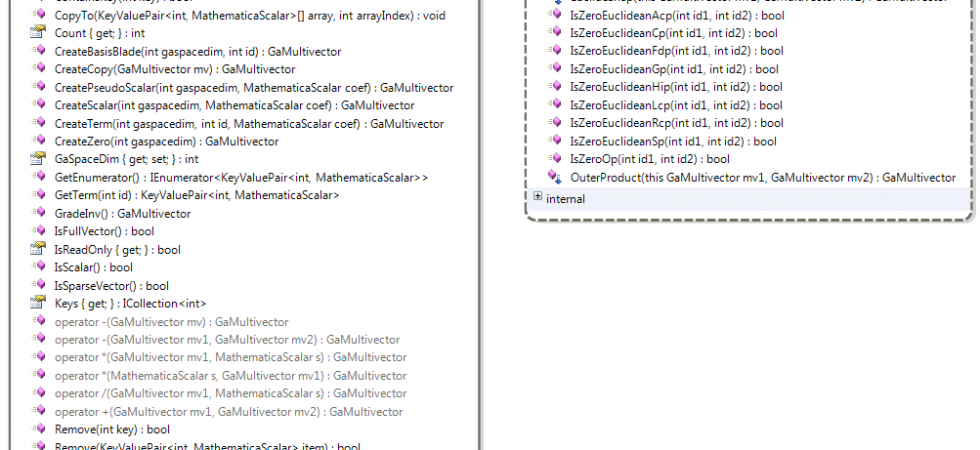 CopyTo(KeyValuePair<int, MathematicaScalar>[] array, int arrayIndex) : void
Count { get; } : int
CreateBasisBlade(int gaspacedim, int id) : GaMultivector
CreateCopy(GaMultivector mv) : GaMultivector
CreatePseudoScalar(int gaspacedim, MathematicaScalar coef) : GaMultivector
CreateScalar(int gaspacedim, MathematicaScalar coef) : GaMultivector
CreateTerm(int gaspacedim, int id, MathematicaScalar coef) : GaMultivector
CreateZero(int gaspacedim) : GaMultivector
GaSpaceDim { get; set; } : int
GetEnumerator() : IEnumerator<KeyValuePair<int, MathematicaScalar>>
GetTerm(int id) : KeyValuePair<int, MathematicaScalar>
GradeInv() : GaMultivector
IsFullVector() : bool
IsReadOnly { get; } : bool
IsScalar() : bool
IsSparseVector() : bool
Keys { get; } : ICollection<int>
operator -(GaMultivector mv) : GaMultivector
operator -(GaMultivector mv1, GaMultivector mv2) : GaMultivector
operator *(GaMultivector mv1, MathematicaScalar s) : GaMultivector
operator *(MathematicaScalar s, GaMultivector mv1) : GaMultivector
operator /(GaMultivector mv1, MathematicaScalar s) : GaMultivector
operator +(GaMultivector mv1, GaMultivector mv2) : GaMultivector
Remove(int key) : bool
Remove(KeyValuePair<int, MathematicaScalar> item) : bool
IsZeroEuclideanAcp(int id1, int id2) : bool
IsZeroEuclideanCp(int id1, int id2) : bool
IsZeroEuclideanFdp(int id1, int id2) : bool
IsZeroEuclideanGp(int id1, int id2) : bool
IsZeroEuclideanHip(int id1, int id2) : bool
IsZeroEuclideanLcp(int id1, int id2) : bool
IsZeroEuclideanRcp(int id1, int id2) : bool
IsZeroEuclideanSp(int id1, int id2) : bool
IsZeroOp(int id1, int id2) : bool
OuterProduct(this GaMultivector mv1, GaMultivector mv2) : GaMultivector
internal